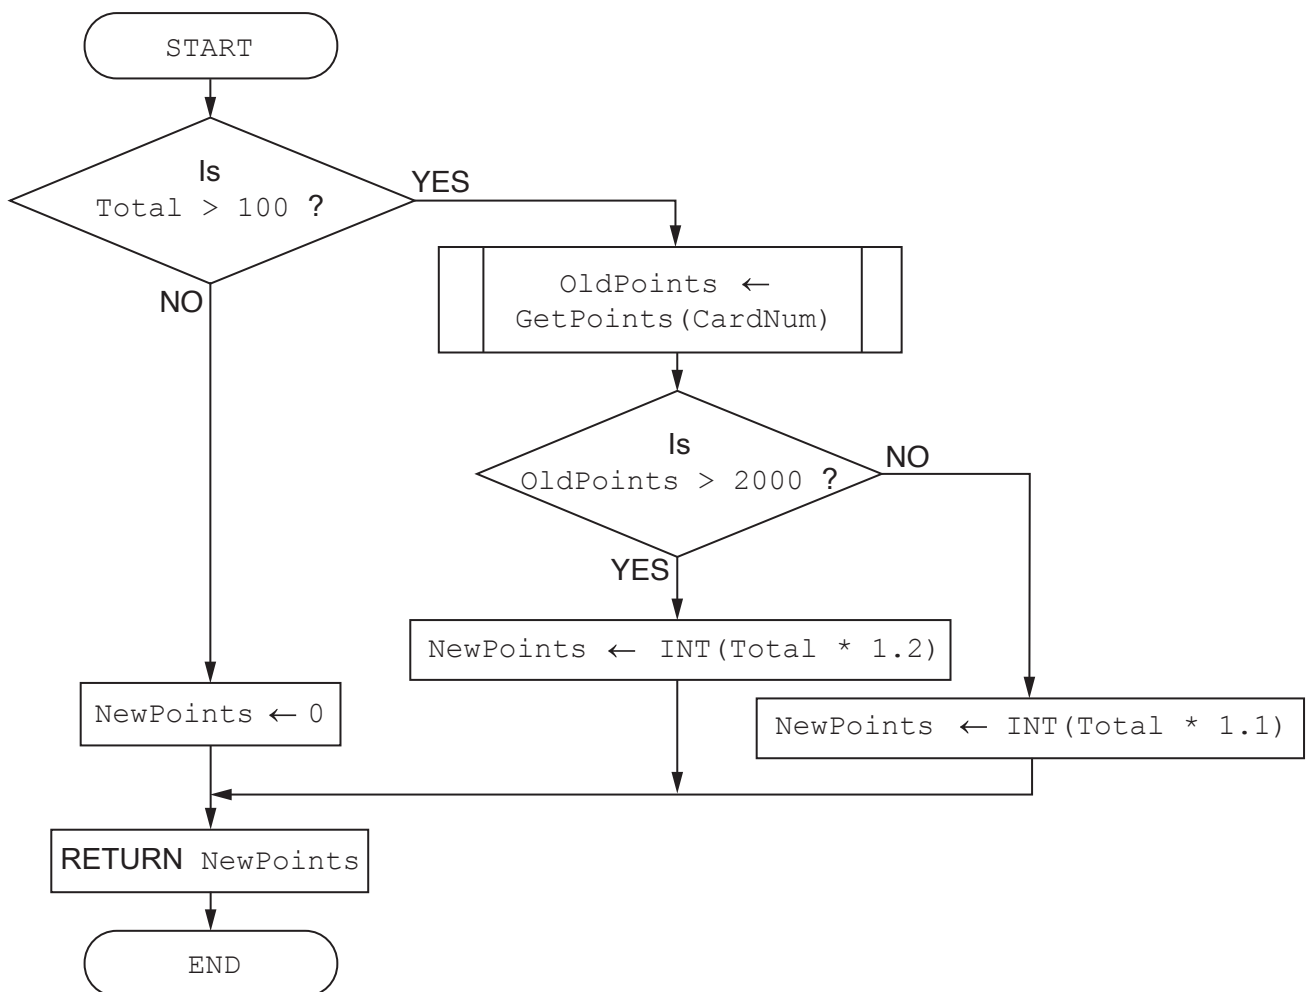 START
Is
Total > 100 ?
YES
NO
OldPoints ←
GetPoints(CardNum)
Is
OldPoints > 2000 ?
NO
YES
NewPoints ← INT(Total * 1.2)
NewPoints ← 0
NewPoints ← INT(Total * 1.1)
RETURN NewPoints
END